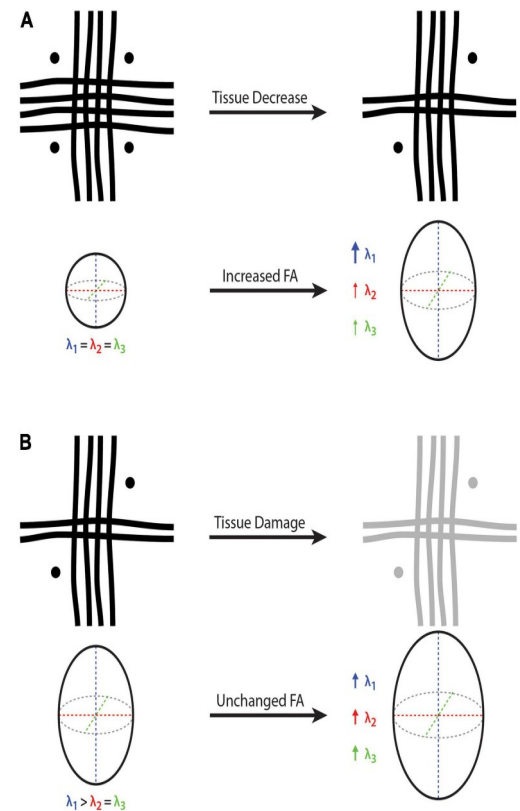 A
Tissue Decrease
Increased FA
↑ λ₁
↑ λ₂
↑ λ₃
λ₁ = λ₂ = λ₃
B
Tissue Damage
Unchanged FA
↑ λ₁
↑ λ₂
↑ λ₃
λ₁ > λ₂ = λ₃